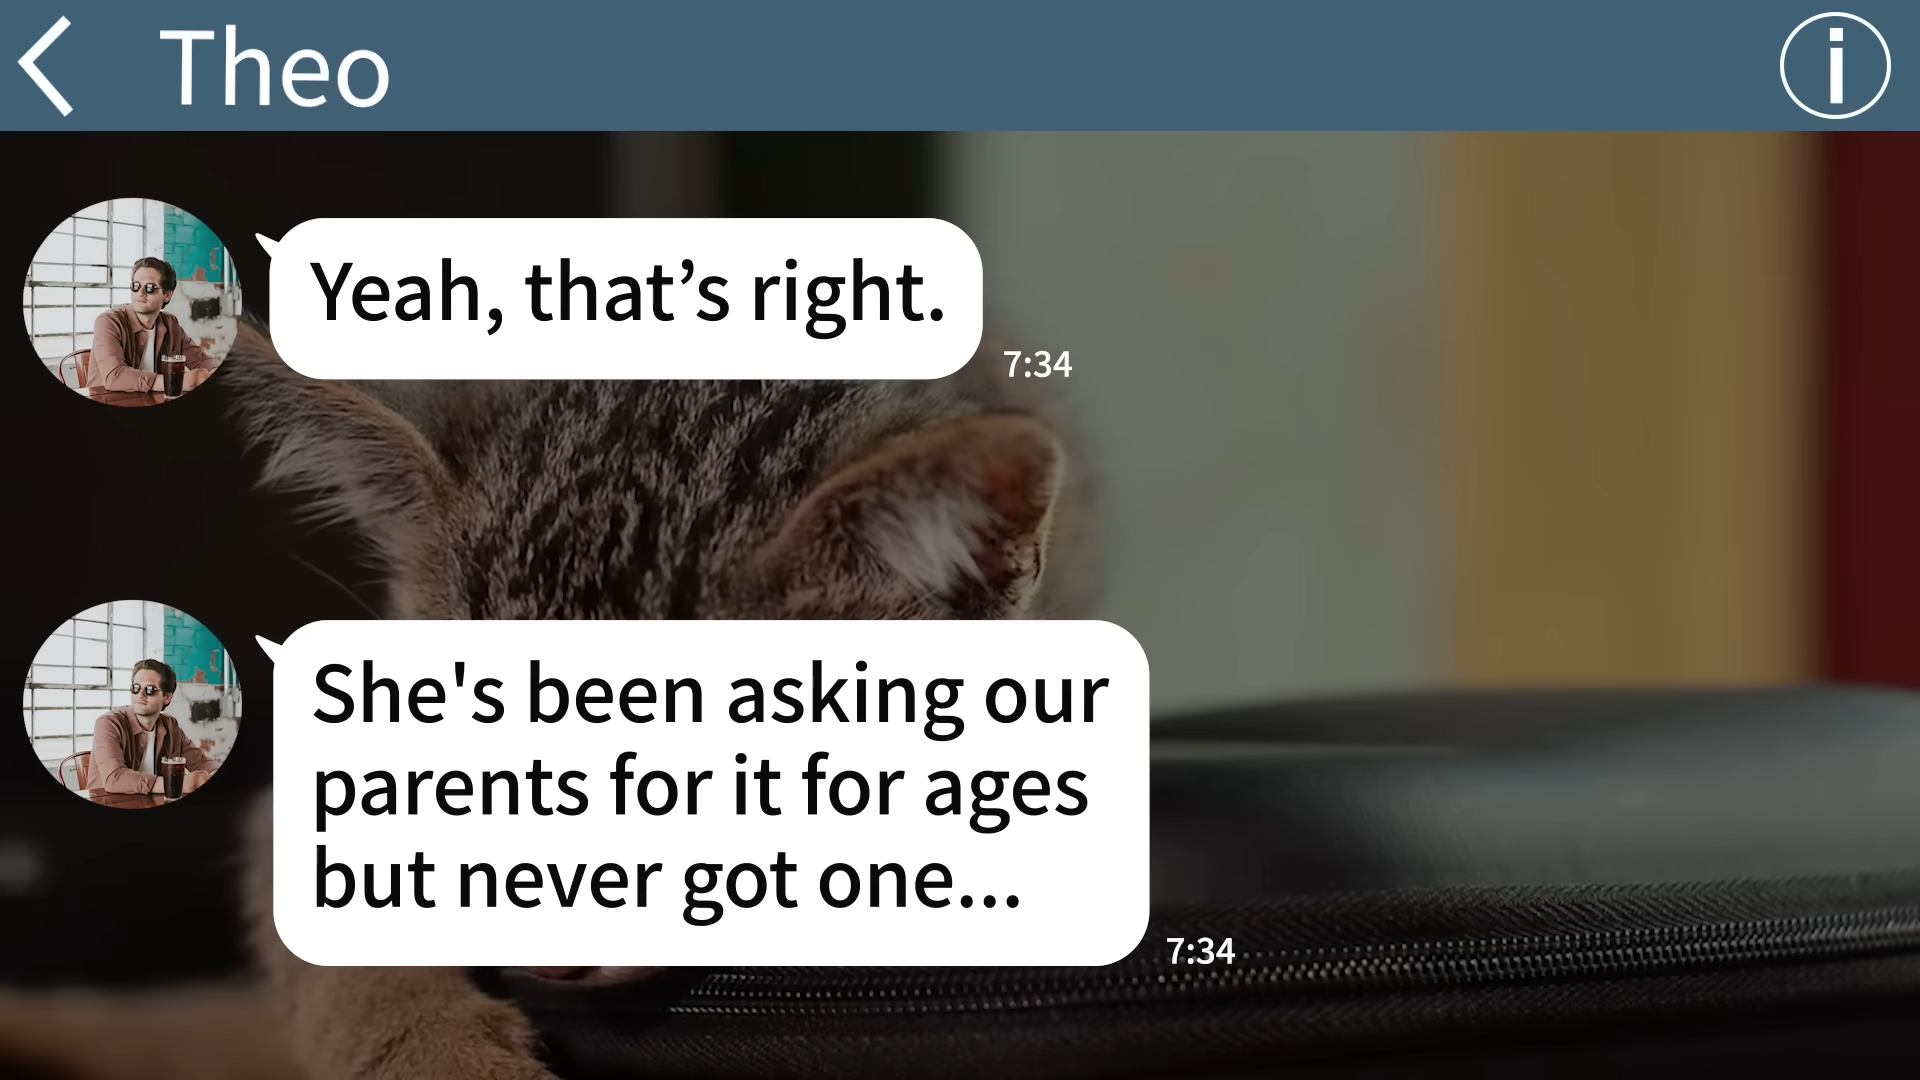 Theo
Yeah, that’s right.
7:34
She's been asking our
parents for it for ages
but never got one...
7:34